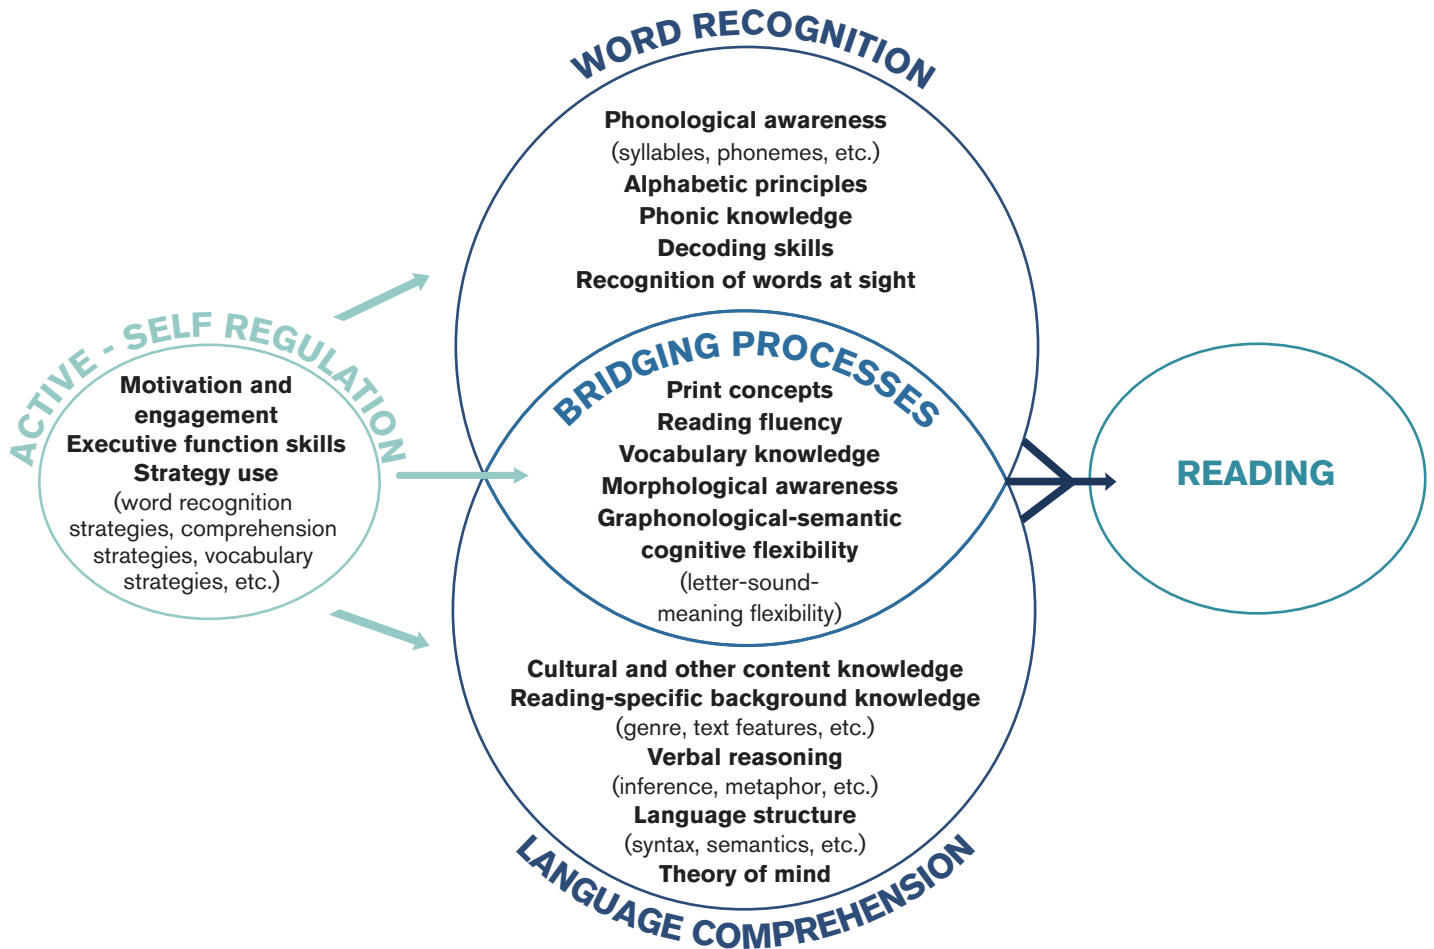 WORD RECOGNITION
Phonological awareness
(syllables, phonemes, etc.)
Alphabetic principles
Phonic knowledge
Decoding skills
Recognition of words at sight
ACTIVE - SELF REGULATION
Motivation and
engagement
Executive function skills
Strategy use
(word recognition
strategies, comprehension
strategies, vocabulary
strategies, etc.)
BRIDGING PROCESSES
Print concepts
Reading fluency
Vocabulary knowledge
Morphological awareness
Graphonological-semantic
cognitive flexibility
(letter-sound-
meaning flexibility)
READING
Cultural and other content knowledge
Reading-specific background knowledge
(genre, text features, etc.)
Verbal reasoning
(inference, metaphor, etc.)
Language structure
(syntax, semantics, etc.)
Theory of mind
LANGUAGE COMPREHENSION